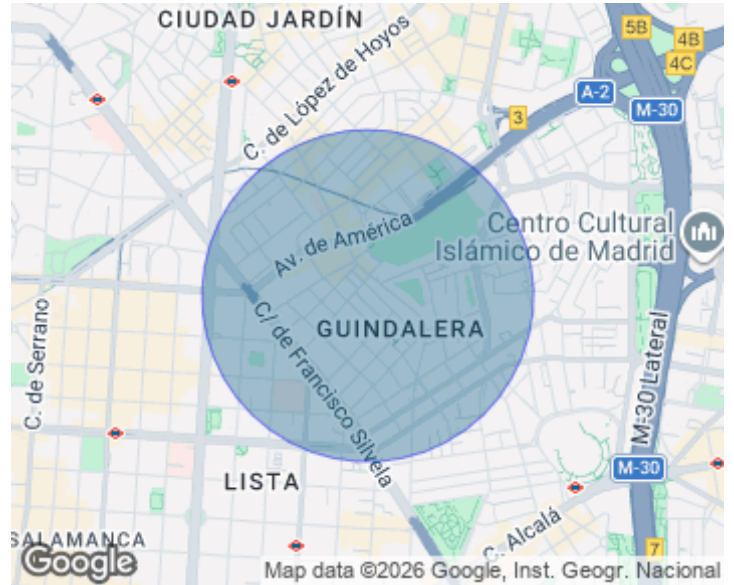 CIUDAD JARDÍN
5B
4B
4C
C. de López de Hoyos
A-2
M-30
3
Av. de América
Centro Cultural
Islámico de Madrid
C. de Serrano
C/ de Francisco Silvela
GUINDALERA
M-30 Lateral
M-30
LISTA
C. Alcalá
SALAMANCA
7
Google
Map data ©2026 Google, Inst. Geogr. Nacional